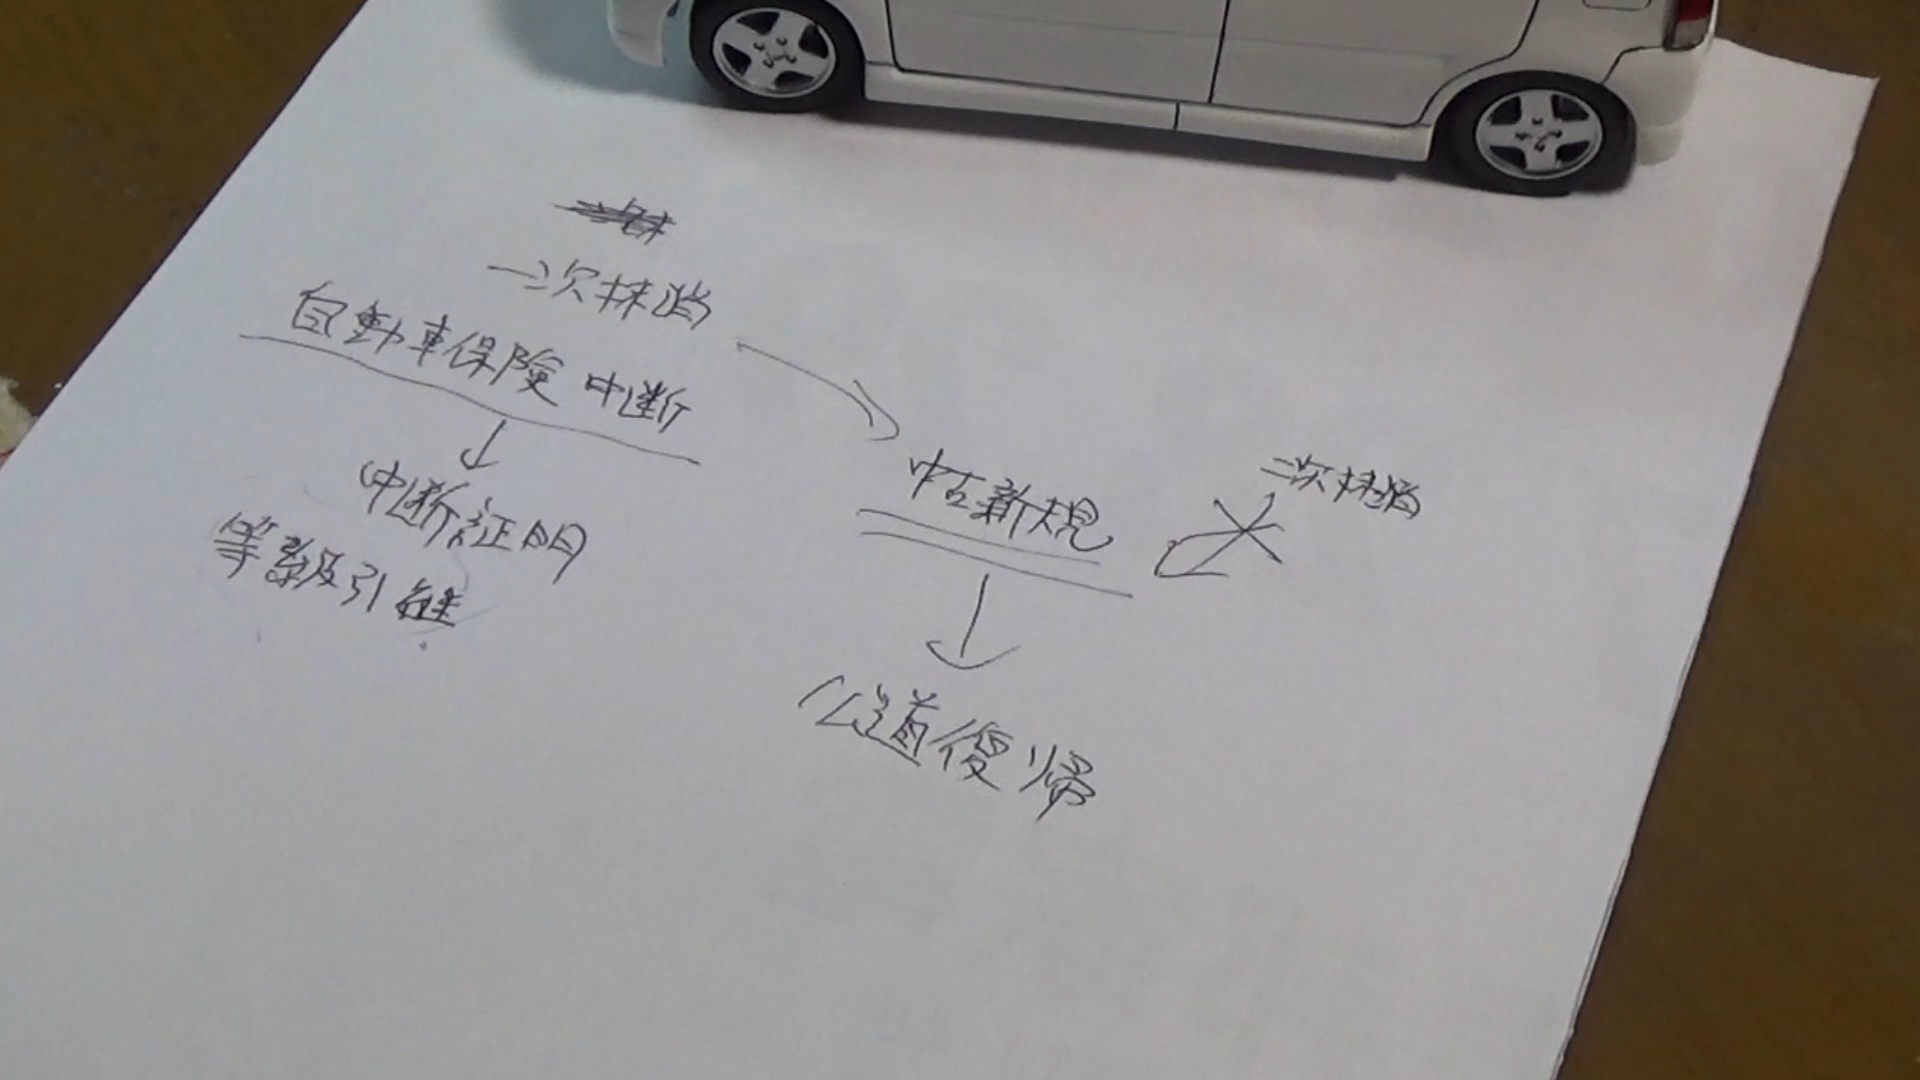 一次抹消
自動車保険 中断
中断証明
等級引継
中古新規
二次抹消
公道復帰